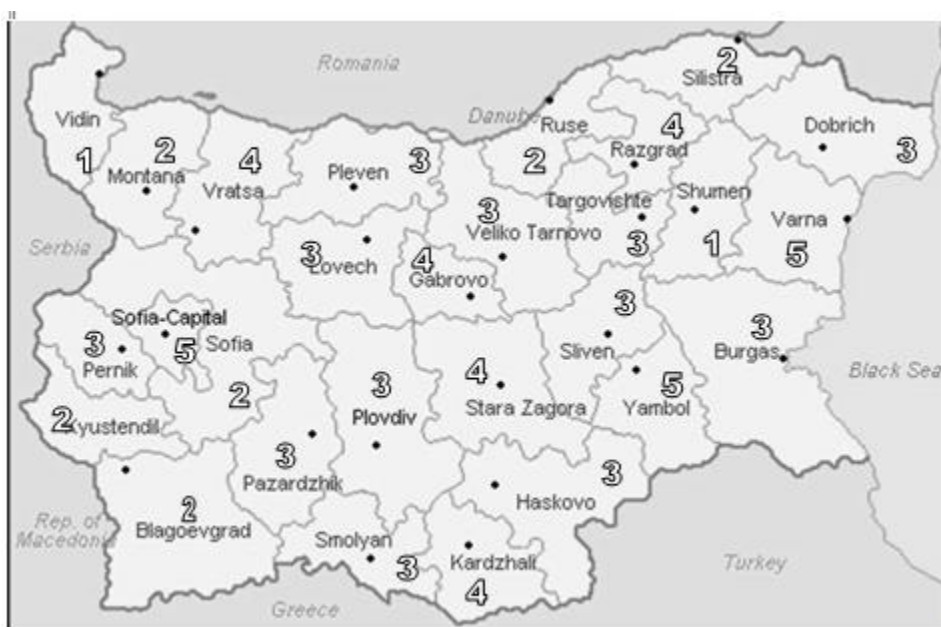 Romania
2
Silistra
Danube
Ruse
Vidin
4
Dobrich
2
4
3
2
Razgrad
3
1
Montana
Vratsa
Pleven
Targovishte
Shumen
3
Veliko Tarnovo
Varna
Serbia
3
Lovech
4
Gabrovo
3
1
5
Sofia-Capital
3
5
Sofia
3
Pernik
3
Sliven
3
Burgas
2
3
4
5
Black Sea
2
Kyustendil
Plovdiv
Stara Zagora
Yambol
3
Pazardzhik
3
Haskovo
Rep. of
Macedonia
2
Blagoevgrad
Smolyan
3
Kardzhali
4
Turkey
Greece